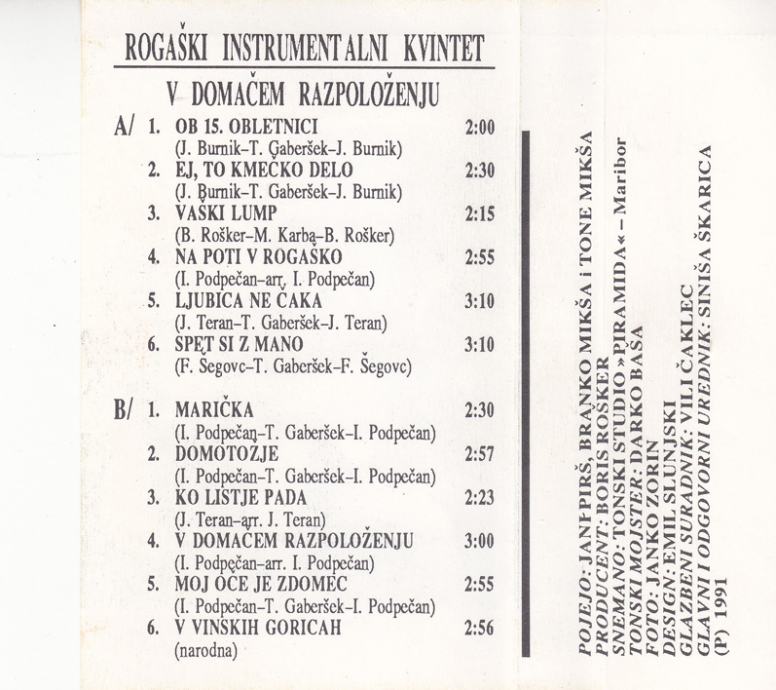 ROGAŠKI INSTRUMENTALNI KVINTET
V DOMAČEM RAZPOLOŽENJU
A/ 1. OB 15. OBLETNICI 2:00
(J. Burnik–T. Gaberšek–J. Burnik)
2. EJ, TO KMEČKO DELO 2:30
(J. Burnik–T. Gaberšek–J. Burnik)
3. VAŠKI LUMP 2:15
(B. Rošker–M. Karba–B. Rošker)
4. NA POTI V ROGAŠKO 2:55
(I. Podpečan–arr. I. Podpečan)
5. LJUBICA NE ČAKA 3:10
(J. Teran–T. Gaberšek–J. Teran)
6. SPET SI Z MANO 3:10
(F. Šegovc–T. Gaberšek–F. Šegovc)
B/ 1. MARIČKA 2:30
(I. Podpečan–T. Gaberšek–I. Podpečan)
2. DOMOTOZJE 2:57
(I. Podpečan–T. Gaberšek–I. Podpečan)
3. KO LISTJE PADA 2:23
(J. Teran–arr. J. Teran)
4. V DOMAČEM RAZPOLOŽENJU 3:00
(I. Podpečan–arr. I. Podpečan)
5. MOJ OČE JE ZDOMEC 2:55
(I. Podpečan–T. Gaberšek–I. Podpečan)
6. V VINSKIH GORICAH 2:56
(narodna)
POJEJO: JANI PIRŠ, BRANKO MIKŠA i TONE MIKŠA
PRODUCENT: BORIS ROŠKER
SNEMANO: TONSKI STUDIO »PIRAMIDA« – Maribor
TONSKI MOJSTER: DARKO BAŠA
FOTO: JANKO ZORIN
DESIGN: EMIL SLUNJSKI
GLAZBENI SURADNIK: VILI ČAKLEC
GLAVNI I ODGOVORNI UREDNIK: SINIŠA ŠKARICA
(P) 1991